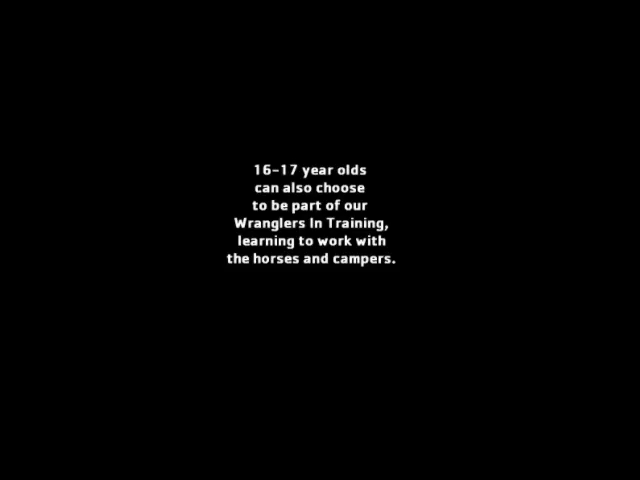 16-17 year olds
can also choose
to be part of our
Wranglers In Training,
learning to work with
the horses and campers.